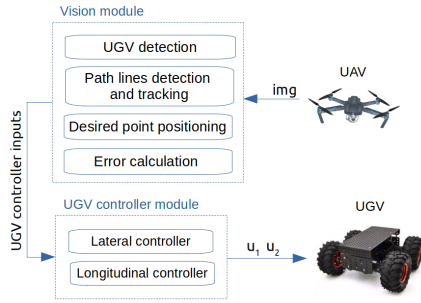 Vision module
UGV detection
Path lines detection
and tracking
Desired point positioning
Error calculation
img
UAV
UGV controller inputs
UGV controller module
Lateral controller
Longitudinal controller
u1 u2
UGV